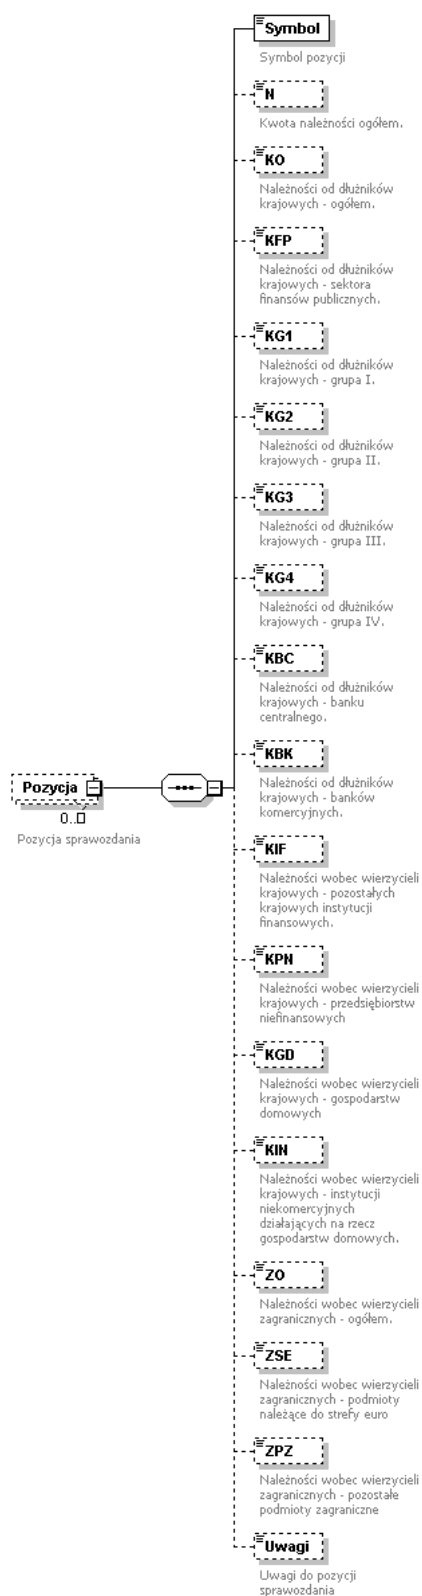 Symbol
Symbol pozycji
N
Kwota należności ogółem.
KO
Należności od dłużników
krajowych - ogółem.
KFP
Należności od dłużników
krajowych - sektora
finansów publicznych.
KG1
Należności od dłużników
krajowych - grupa I.
KG2
Należności od dłużników
krajowych - grupa II.
KG3
Należności od dłużników
krajowych - grupa III.
KG4
Należności od dłużników
krajowych - grupa IV.
KBC
Należności od dłużników
krajowych - banku
centralnego.
KBK
Należności od dłużników
krajowych - banków
komercyjnych.
Pozycja
0..
Pozycja sprawozdania
KIF
Należności wobec wierzycieli
krajowych - pozostałych
krajowych instytucji
finansowych.
KPN
Należności wobec wierzycieli
krajowych - przedsiębiorstw
niefinansowych
KGD
Należności wobec wierzycieli
krajowych - gospodarstw
domowych
KIN
Należności wobec wierzycieli
krajowych - instytucji
niekomercyjnych
działających na rzecz
gospodarstw domowych.
ZO
Należności wobec wierzycieli
zagranicznych - ogółem.
ZSE
Należności wobec wierzycieli
zagranicznych - podmioty
należące do strefy euro
ZPZ
Należności wobec wierzycieli
zagranicznych - pozostałe
podmioty zagraniczne
Uwagi
Uwagi do pozycji
sprawozdania